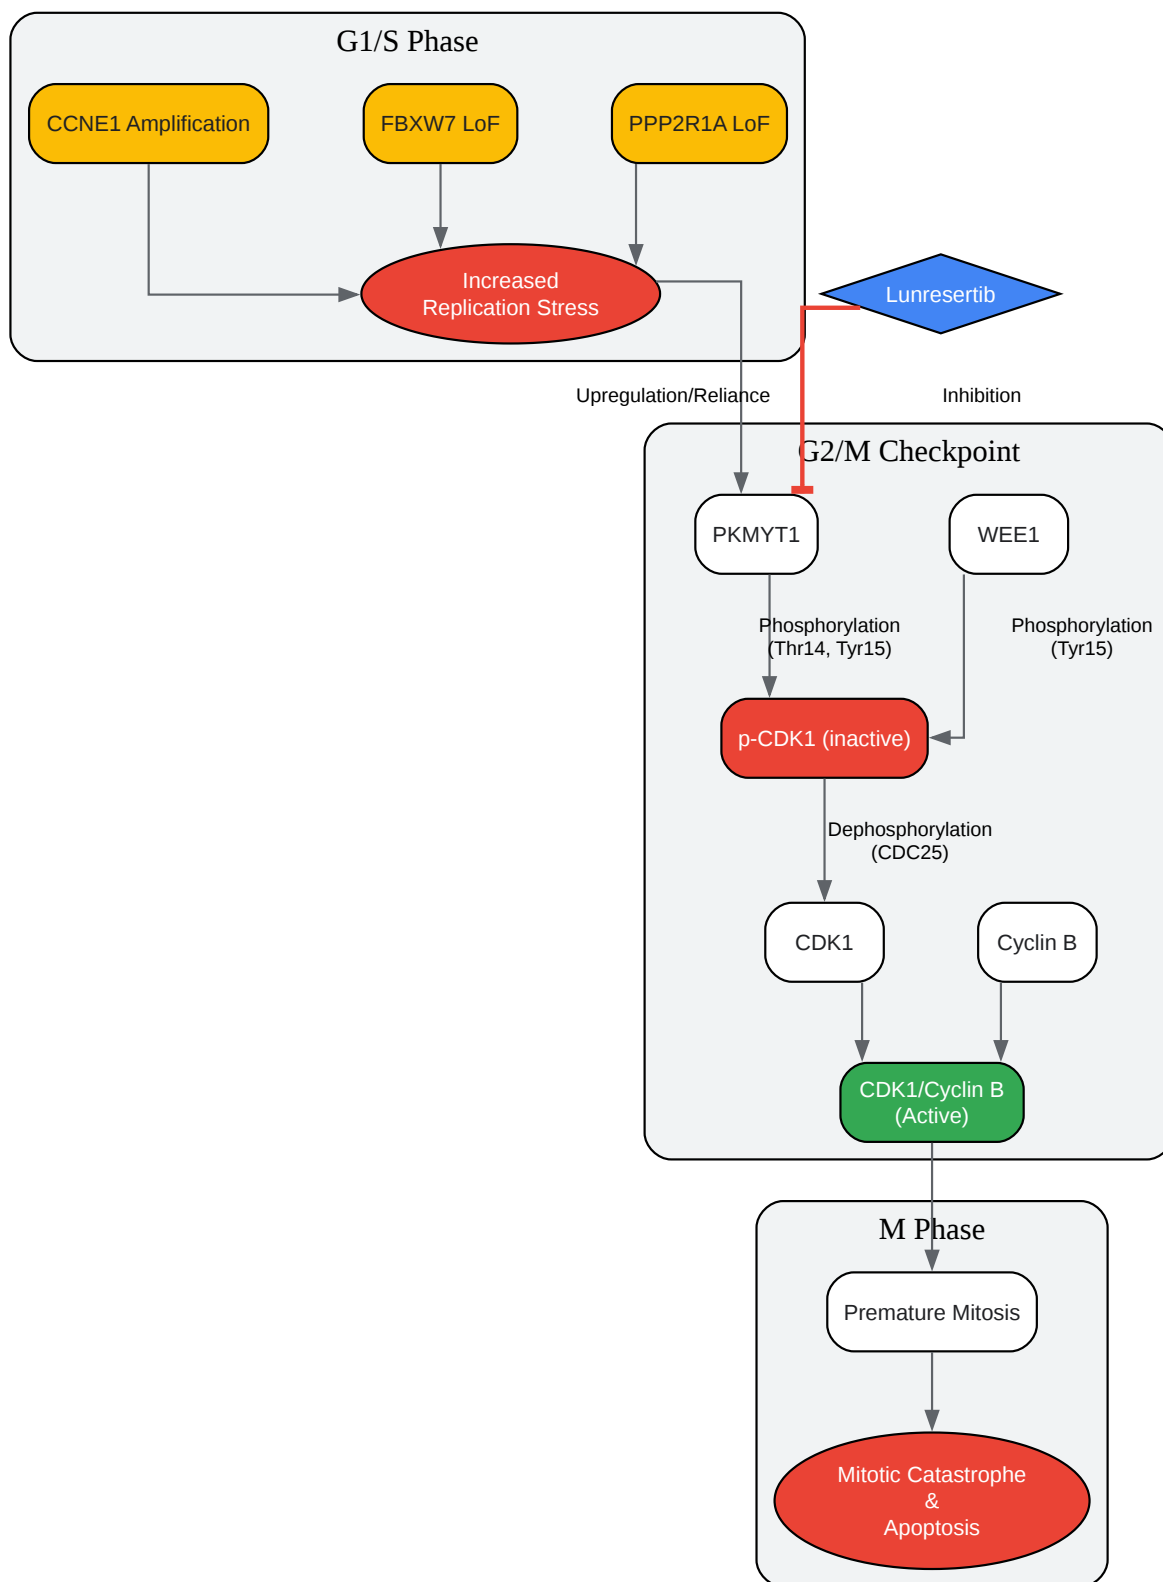 G1/S Phase
CCNE1 Amplification
FBXW7 LoF
PPP2R1A LoF
Increased
Replication Stress
Lunresertib
Upregulation/Reliance
Inhibition
G2/M Checkpoint
PKMYT1
WEE1
Phosphorylation
(Thr14, Tyr15)
Phosphorylation
(Tyr15)
p-CDK1 (inactive)
Dephosphorylation
(CDC25)
CDK1
Cyclin B
CDK1/Cyclin B
(Active)
M Phase
Premature Mitosis
Mitotic Catastrophe
&
Apoptosis